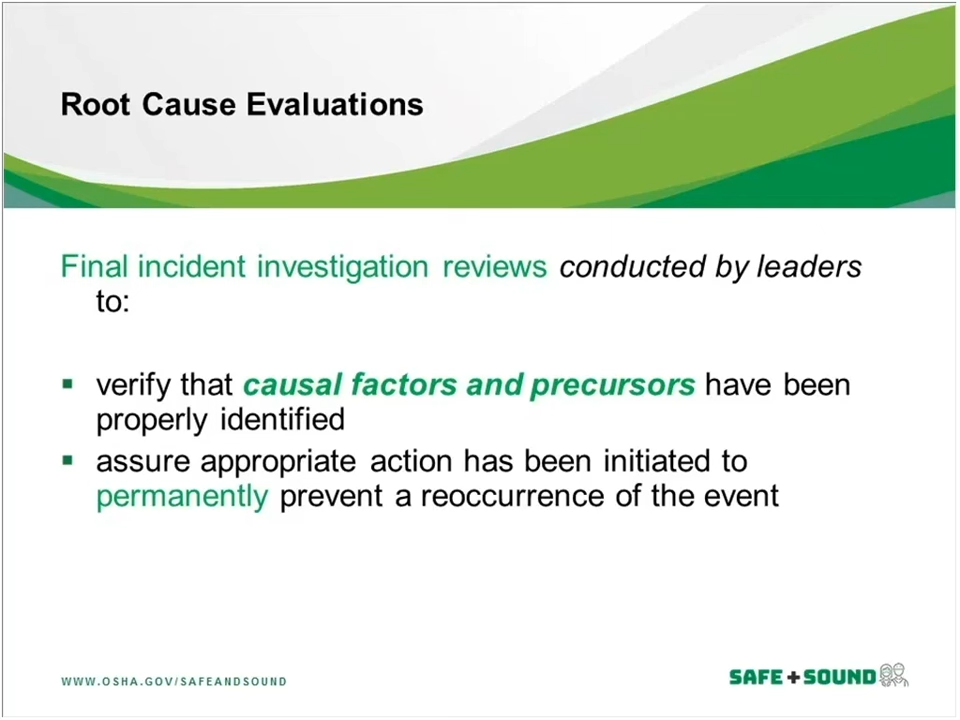 Root Cause Evaluations
Final incident investigation reviews conducted by leaders
to:
▪ verify that causal factors and precursors have been
properly identified
▪ assure appropriate action has been initiated to
permanently prevent a reoccurrence of the event
WWW.OSHA.GOV/SAFEANDSOUND
SAFE+SOUND